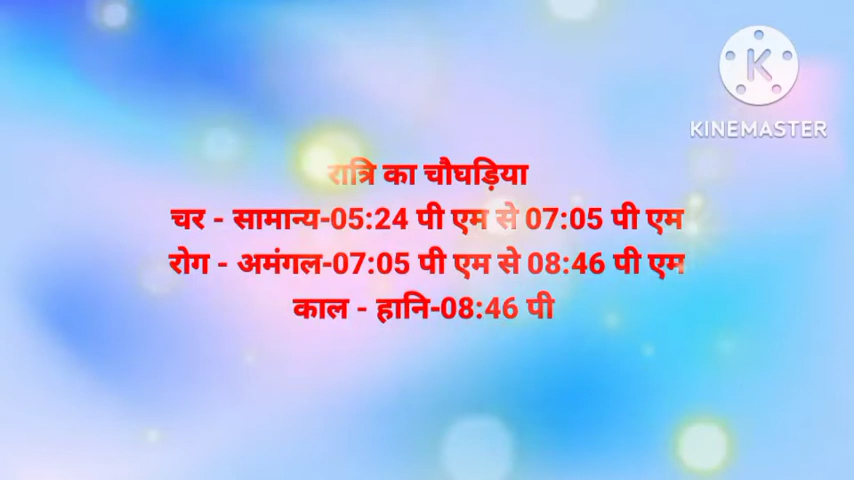 K
KINEMASTER
रात्रि का चौघड़िया
चर - सामान्य-05:24 पी एम से 07:05 पी एम
रोग - अमंगल-07:05 पी एम से 08:46 पी एम
काल - हानि-08:46 पी